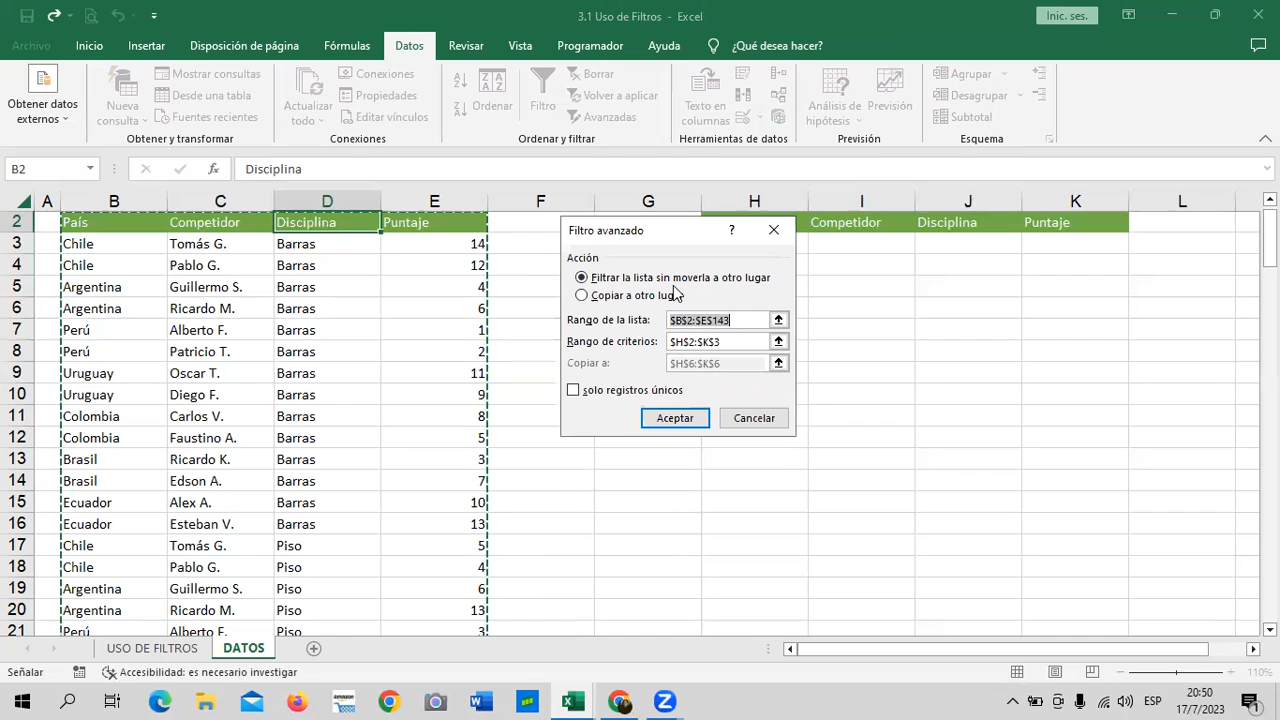 3.1 Uso de Filtros - Excel
Inic. ses.
Archivo Inicio Insertar Disposición de página Fórmulas Datos Revisar Vista Programador Ayuda ¿Qué desea hacer?
Obtener datos externos
Nueva consulta
Mostrar consultas
Desde una tabla
Fuentes recientes
Obtener y transformar
Actualizar todo
Conexiones
Propiedades
Editar vínculos
Conexiones
Ordenar
Filtro
Borrar
Volver a aplicar
Avanzadas
Ordenar y filtrar
Texto en columnas
Herramientas de datos
Análisis de hipótesis
Previsión
Previsión
Agrupar
Desagrupar
Subtotal
Esquema
B2 fx Disciplina
A B C D E F G H I J K L
2 País Competidor Disciplina Puntaje Competidor Disciplina Puntaje
3 Chile Tomás G. Barras 14
4 Chile Pablo G. Barras 12
5 Argentina Guillermo S. Barras 4
6 Argentina Ricardo M. Barras 6
7 Perú Alberto F. Barras 1
8 Perú Patricio T. Barras 2
9 Uruguay Oscar T. Barras 11
10 Uruguay Diego F. Barras 9
11 Colombia Carlos V. Barras 8
12 Colombia Faustino A. Barras 5
13 Brasil Ricardo K. Barras 3
14 Brasil Edson A. Barras 7
15 Ecuador Alex A. Barras 10
16 Ecuador Esteban V. Barras 13
17 Chile Tomás G. Piso 5
18 Chile Pablo G. Piso 4
19 Argentina Guillermo S. Piso 6
20 Argentina Ricardo M. Piso 13
21 Perú Alberto F. Piso 3
Filtro avanzado ?
Acción
Filtrar la lista sin moverla a otro lugar
Copiar a otro
Rango de la lista: $B$2:$E$143
Rango de criterios: $H$2:$K$3
Copiar a: $H$6:$K$6
solo registros únicos
Aceptar Cancelar
USO DE FILTROS DATOS
Señalar Accesibilidad: es necesario investigar 110%
ESP
20:50
17/7/2023